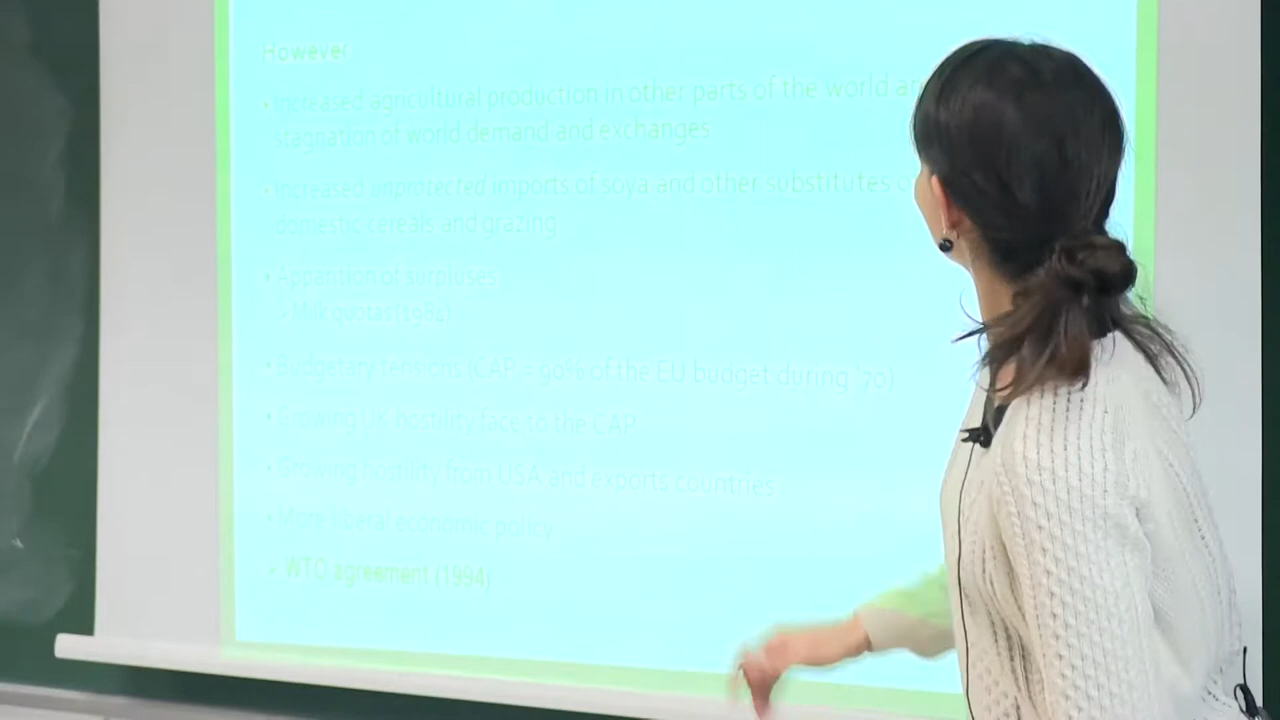 However
• Increased agricultural production in other parts of the world
stagnation of world demand and exchanges
• Increased unprotected imports of soya and other substitutes
domestic cereals and grazing
• Apparition of surpluses
Milk quotas (1984)
• Budgetary tensions (CAP = 90% of the EU budget during '70)
• Growing UK hostility face to the CAP
• Growing hostility from USA and exports countries
• More liberal economic policy
WTO agreement (1994)